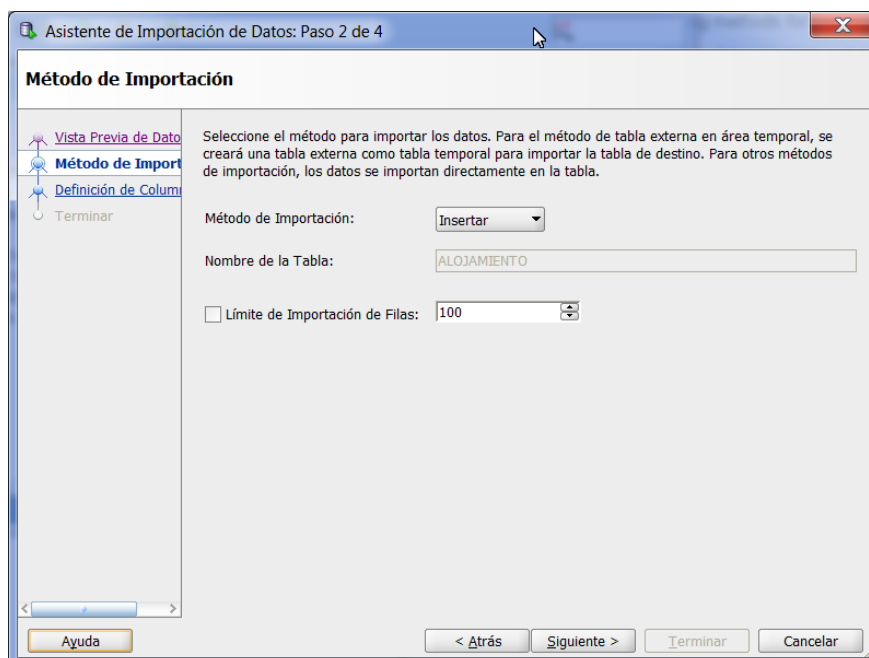 Asistente de Importación de Datos: Paso 2 de 4
Método de Importación
Vista Previa de Dato
Método de Import
Definición de Colum
Terminar
Seleccione el método para importar los datos. Para el método de tabla externa en área temporal, se
creará una tabla externa como tabla temporal para importar la tabla de destino. Para otros métodos
de importación, los datos se importan directamente en la tabla.
Método de Importación: Insertar
Nombre de la Tabla: ALOJAMIENTO
Límite de Importación de Filas: 100
Ayuda < Atrás Siguiente > Terminar Cancelar